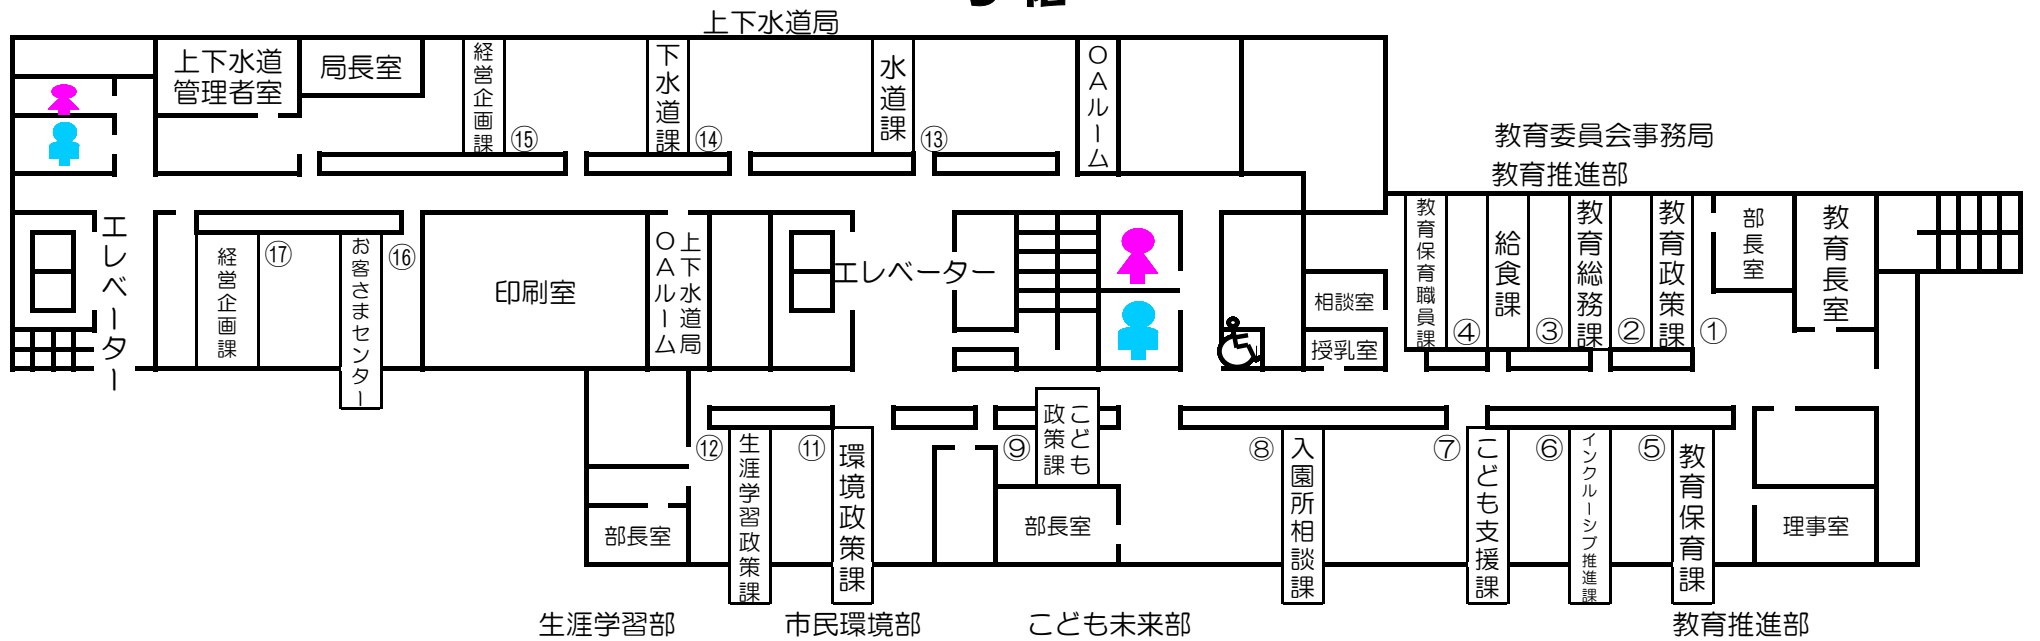 上下水道局
上下水道
管理者室
局長室
経営企画課
⑮
下水道課
⑭
水道課
⑬
OAルーム
教育委員会事務局
教育推進部
エレベーター
経営企画課
⑰
お客さまセンター
⑯
印刷室
上下水道局
OAルーム
エレベーター
相談室
授乳室
教育保育職員課
④
給食課
③
教育総務課
②
教育政策課
①
部長室
教育長室
部長室
⑫
生涯学習政策課
⑪
環境政策課
⑨
こども
政策課
部長室
⑧
入園所相談課
⑦
こども支援課
⑥
インクルーシブ推進課
⑤
教育保育課
理事室
生涯学習部
市民環境部
こども未来部
教育推進部